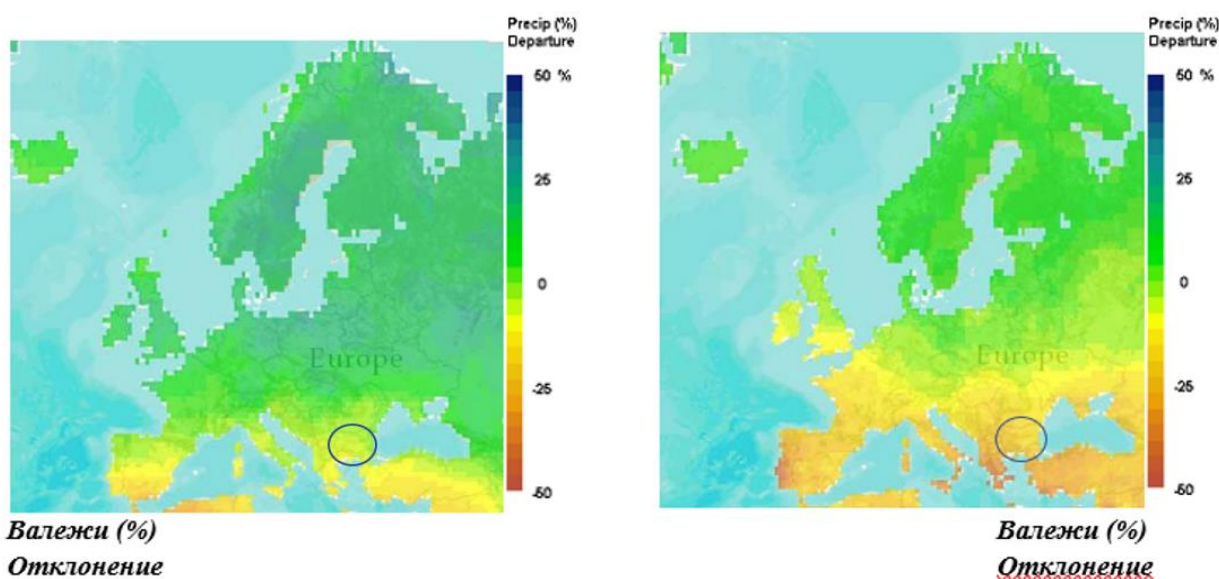 Precip (%)
Departure
50 %
25
0
-25
-50
Europe
Валежи (%)
Отклонение
Precip (%)
Departure
50 %
25
0
-25
-50
Europe
Валежи (%)
Отклонение